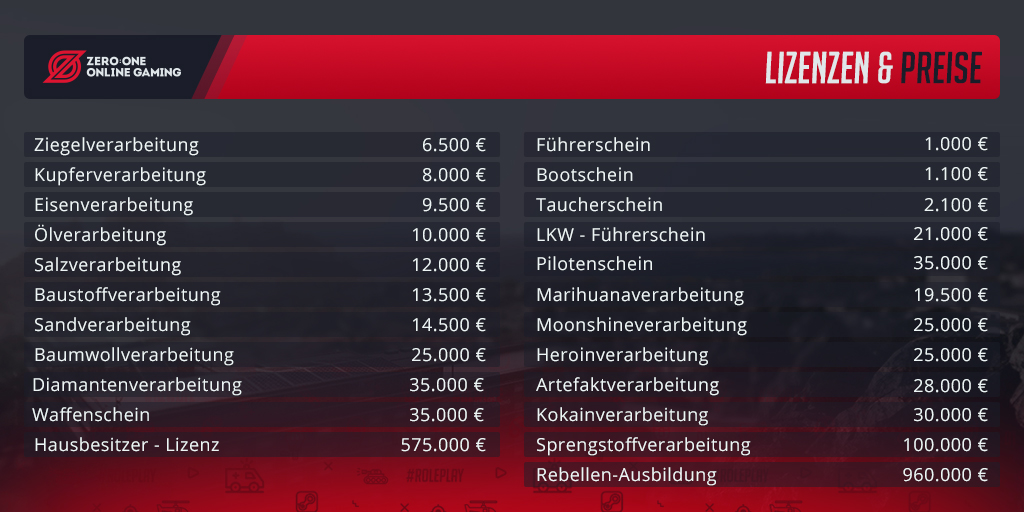 ZERO:ONE
ONLINE GAMING
LIZENZEN & PREISE
Ziegelverarbeitung 6.500 €
Kupferverarbeitung 8.000 €
Eisenverarbeitung 9.500 €
Ölverarbeitung 10.000 €
Salzverarbeitung 12.000 €
Baustoffverarbeitung 13.500 €
Sandverarbeitung 14.500 €
Baumwollverarbeitung 25.000 €
Diamantenverarbeitung 35.000 €
Waffenschein 35.000 €
Hausbesitzer - Lizenz 575.000 €
Führerschein 1.000 €
Bootschein 1.100 €
Taucherschein 2.100 €
LKW - Führerschein 21.000 €
Pilotenschein 35.000 €
Marihuanaverarbeitung 19.500 €
Moonshineverarbeitung 25.000 €
Heroinverarbeitung 25.000 €
Artefaktverarbeitung 28.000 €
Kokainverarbeitung 30.000 €
Sprengstoffverarbeitung 100.000 €
Rebellen-Ausbildung 960.000 €
#ROLEPLAY